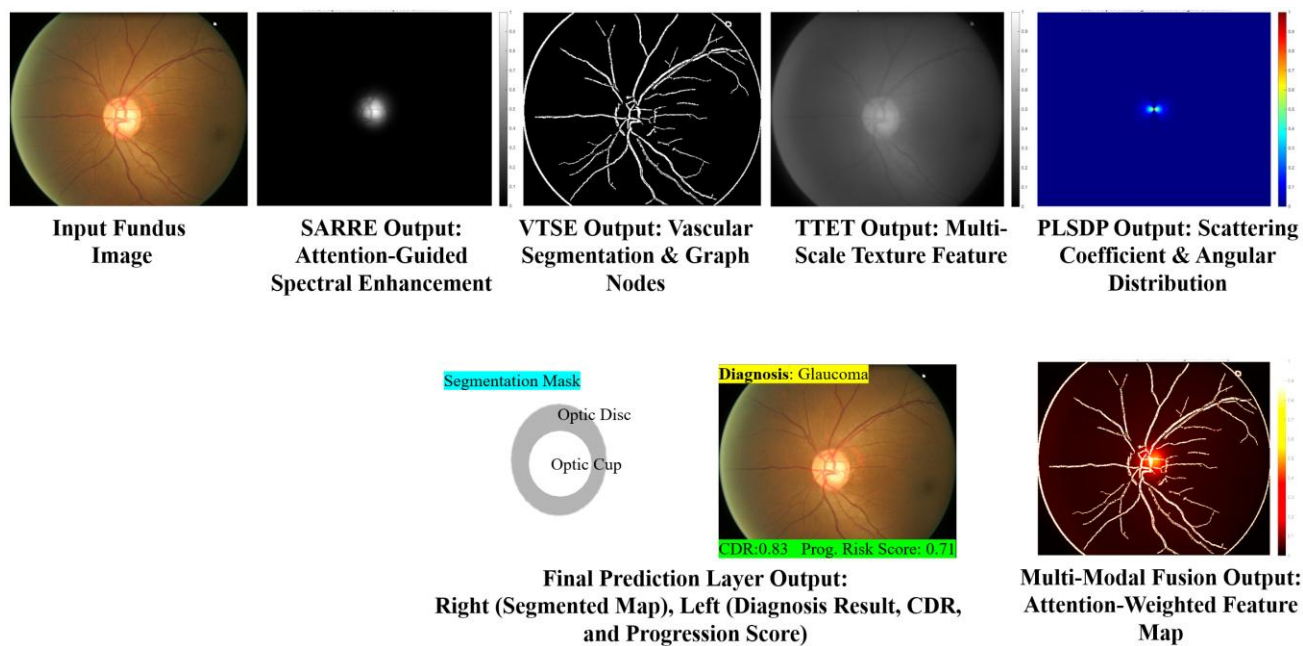 Input Fundus
Image
SARRE Output:
Attention-Guided
Spectral Enhancement
VTSE Output: Vascular
Segmentation & Graph
Nodes
TTET Output: Multi-
Scale Texture Feature
PLSDP Output: Scattering
Coefficient & Angular
Distribution
Segmentation Mask
Optic Disc
Optic Cup
Diagnosis: Glaucoma
CDR:0.83 Prog. Risk Score: 0.71
Final Prediction Layer Output:
Right (Segmented Map), Left (Diagnosis Result, CDR,
and Progression Score)
Multi-Modal Fusion Output:
Attention-Weighted Feature
Map